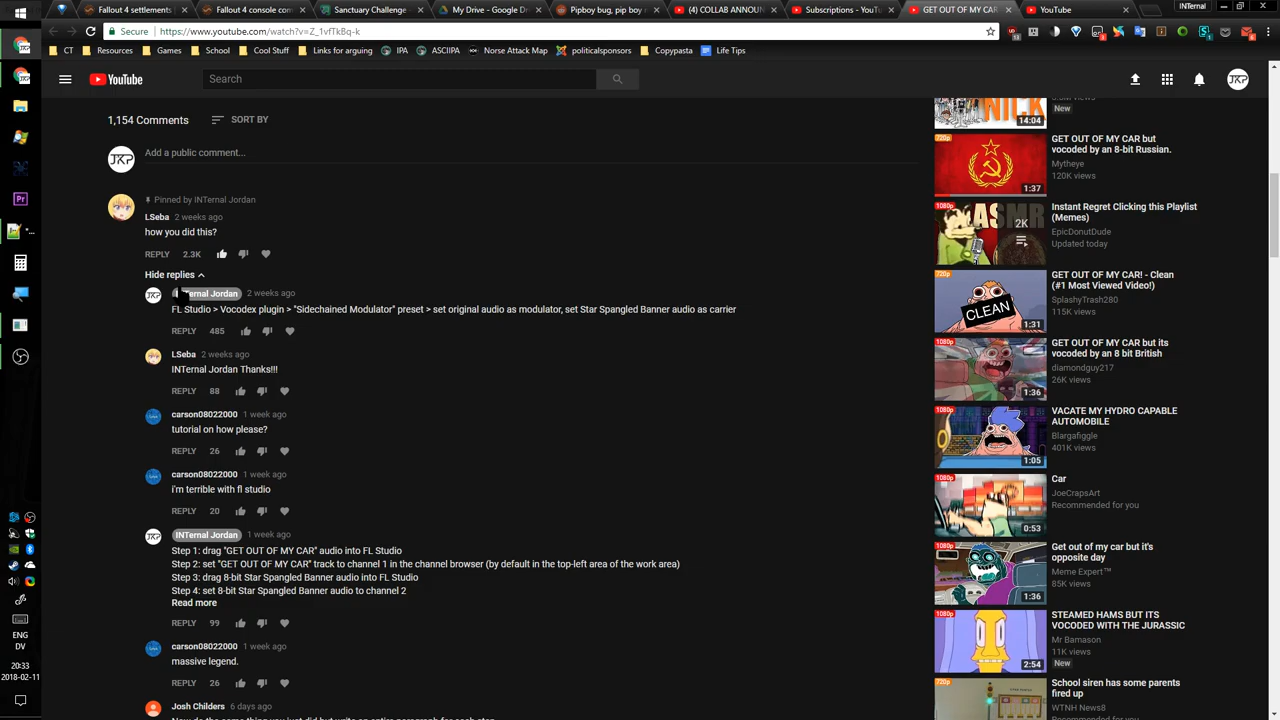 Fallout 4 settlements
Fallout 4 console com
Sanctuary Challenge
My Drive - Google Dr
Pipboy bug, pip boy r
(4) COLLAB ANNOUN
Subscriptions - YouTu
GET OUT OF MY CAR
YouTube
INTernal
Secure
https://www.youtube.com/watch?v=Z_1vfTkBq-k
CT
Resources
Games
School
Cool Stuff
Links for arguing
IPA
ASCIIPA
Norse Attack Map
politicalsponsors
Copypasta
Life Tips
YouTube
Search
JKP
1,154 Comments
SORT BY
JKP
Add a public comment...
Pinned by INTernal Jordan
LSeba 2 weeks ago
how you did this?
REPLY 2.3K
Hide replies
JKP
2 weeks ago
FL Studio > Vocodex plugin > "Sidechained Modulator" preset > set original audio as modulator, set Star Spangled Banner audio as carrier
REPLY 485
LSeba 2 weeks ago
INTernal Jordan Thanks!!!
REPLY 88
carson08022000 1 week ago
tutorial on how please?
REPLY 26
carson08022000 1 week ago
i'm terrible with fl studio
REPLY 20
JKP
INTernal Jordan 1 week ago
Step 1: drag "GET OUT OF MY CAR" audio into FL Studio
Step 2: set "GET OUT OF MY CAR" track to channel 1 in the channel browser (by default in the top-left area of the work area)
Step 3: drag 8-bit Star Spangled Banner audio into FL Studio
Step 4: set 8-bit Star Spangled Banner audio to channel 2
Read more
REPLY 99
carson08022000 1 week ago
massive legend.
REPLY 26
Josh Childers 6 days ago
NICK
14:04
New
720p
1:37
GET OUT OF MY CAR but
vocoded by an 8-bit Russian.
Mytheye
120K views
1080p
ASMR
2K
Instant Regret Clicking this Playlist
(Memes)
EpicDonutDude
Updated today
720p
CLEAN
1:31
GET OUT OF MY CAR! - Clean
(#1 Most Viewed Video!)
SplashyTrash280
115K views
1080p
1:36
GET OUT OF MY CAR but its
vocoded by an 8 bit British
diamondguy217
26K views
1080p
1:05
VACATE MY HYDRO CAPABLE
AUTOMOBILE
Blargafiggle
401K views
1080p
0:53
Car
JoeCrapsArt
Recommended for you
1080p
1:36
Get out of my car but it's
opposite day
Meme Expert™
85K views
1080p
2:54
STEAMED HAMS BUT ITS
VOCODED WITH THE JURASSIC
Mr Bamason
11K views
New
720p
School siren has some parents
fired up
WTNH News8
Pr
ENG
DV
20:33
2018-02-11